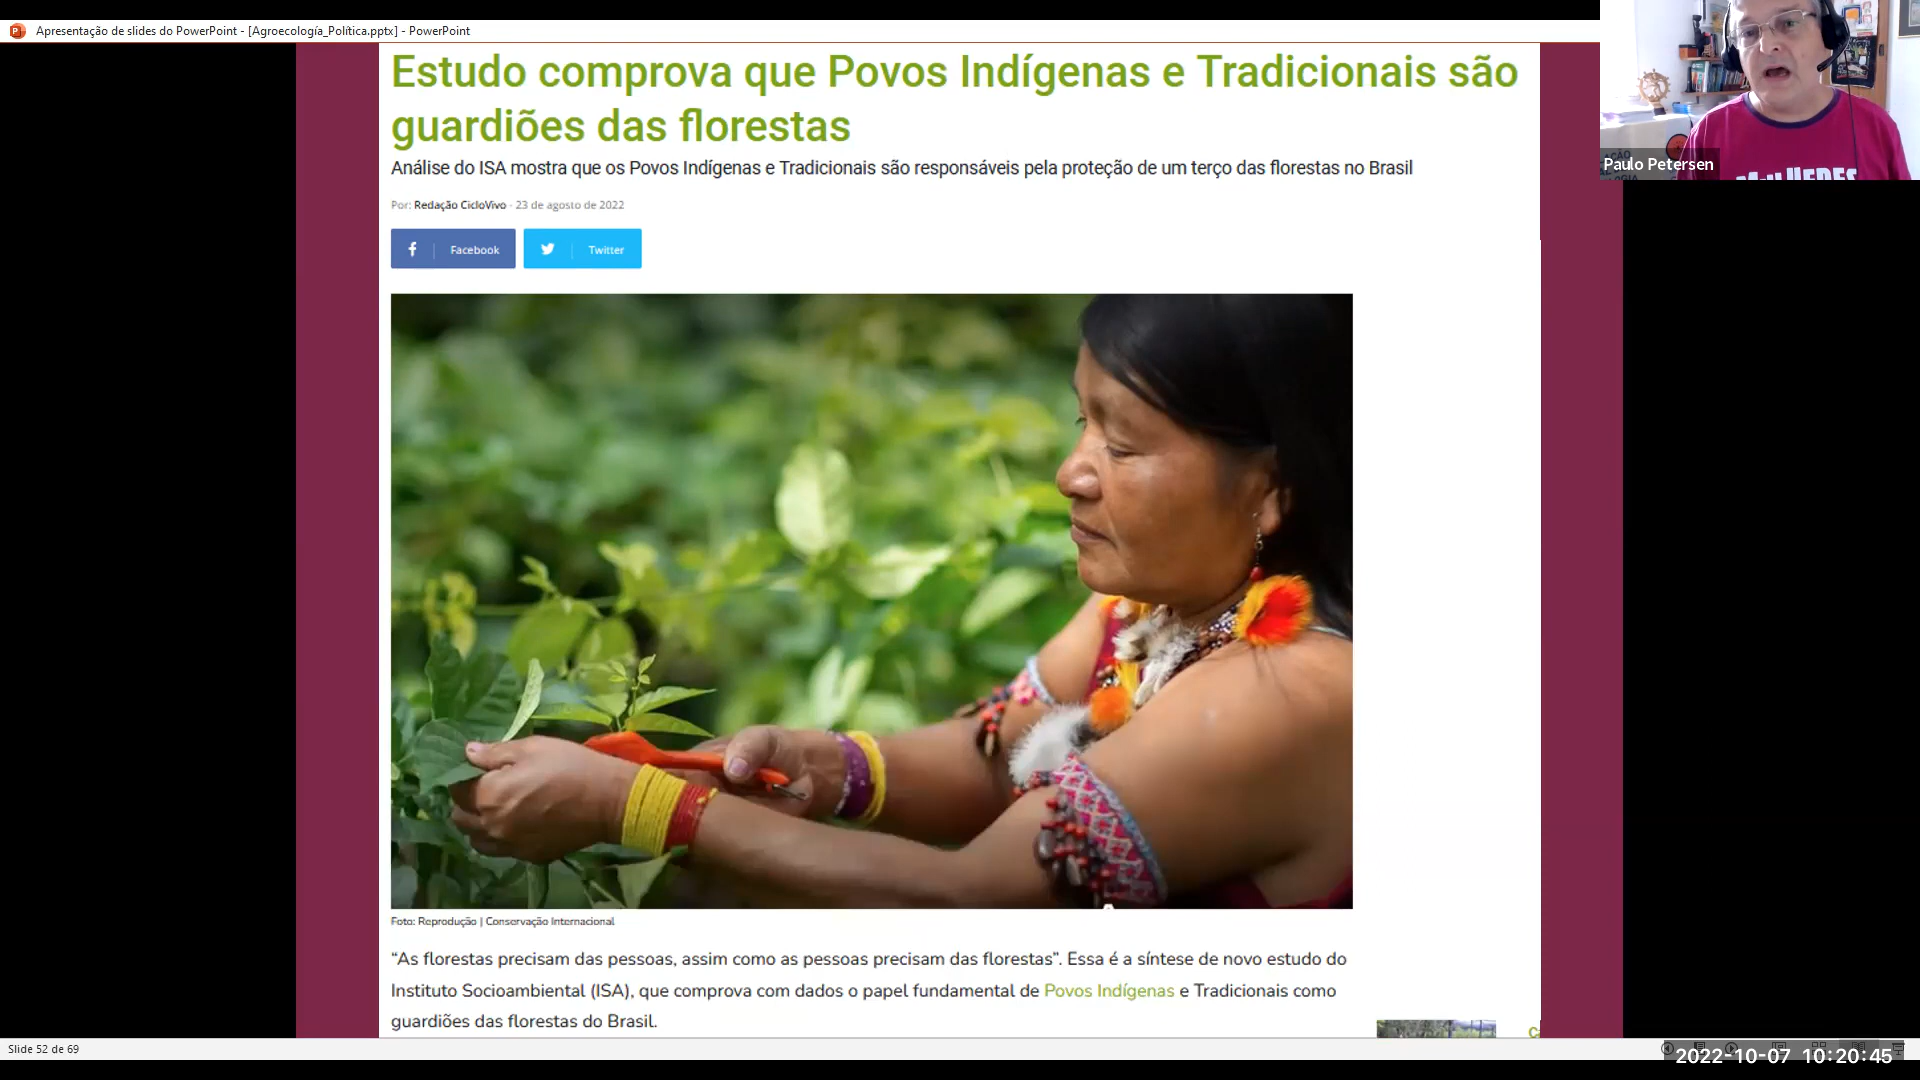 Apresentação de slides do PowerPoint - [Agroecología_Política.pptx] - PowerPoint
Estudo comprova que Povos Indígenas e Tradicionais são
guardiões das florestas
Análise do ISA mostra que os Povos Indígenas e Tradicionais são responsáveis pela proteção de um terço das florestas no Brasil
Por: Redação CicloVivo - 23 de agosto de 2022
Facebook
Twitter
Paulo Petersen
MULHERES
Foto: Reprodução | Conservação Internacional
“As florestas precisam das pessoas, assim como as pessoas precisam das florestas”. Essa é a síntese de novo estudo do
Instituto Socioambiental (ISA), que comprova com dados o papel fundamental de Povos Indígenas e Tradicionais como
guardiões das florestas do Brasil.
Slide 52 de 69
2022-10-07 10:20:45